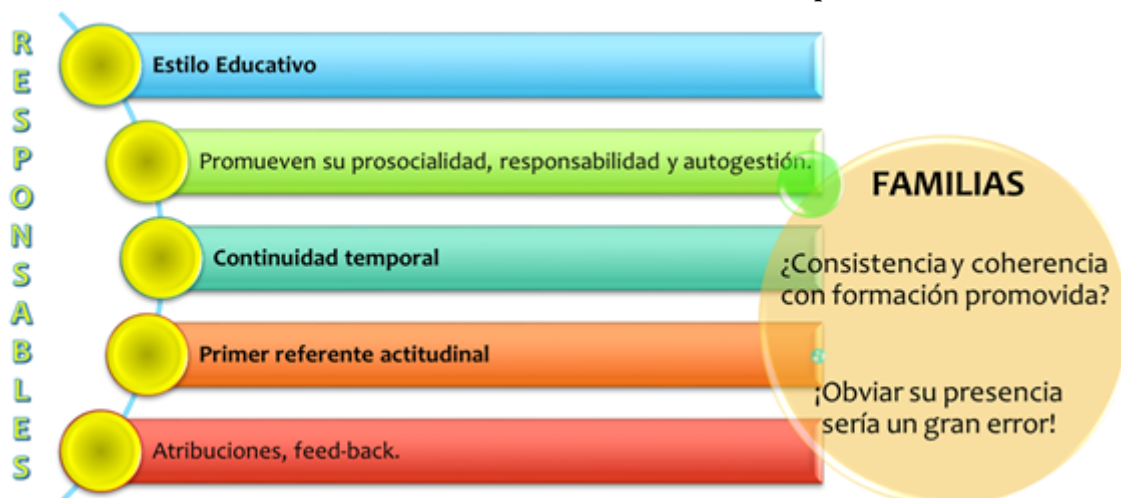 RESPONSABLES
Estilo Educativo
Promueven su prosocialidad, responsabilidad y autogestión.
Continuidad temporal
Primer referente actitudinal
Atribuciones, feed-back.
FAMILIAS
¿Consistencia y coherencia
con formación promovida?
¡Obviar su presencia
sería un gran error!